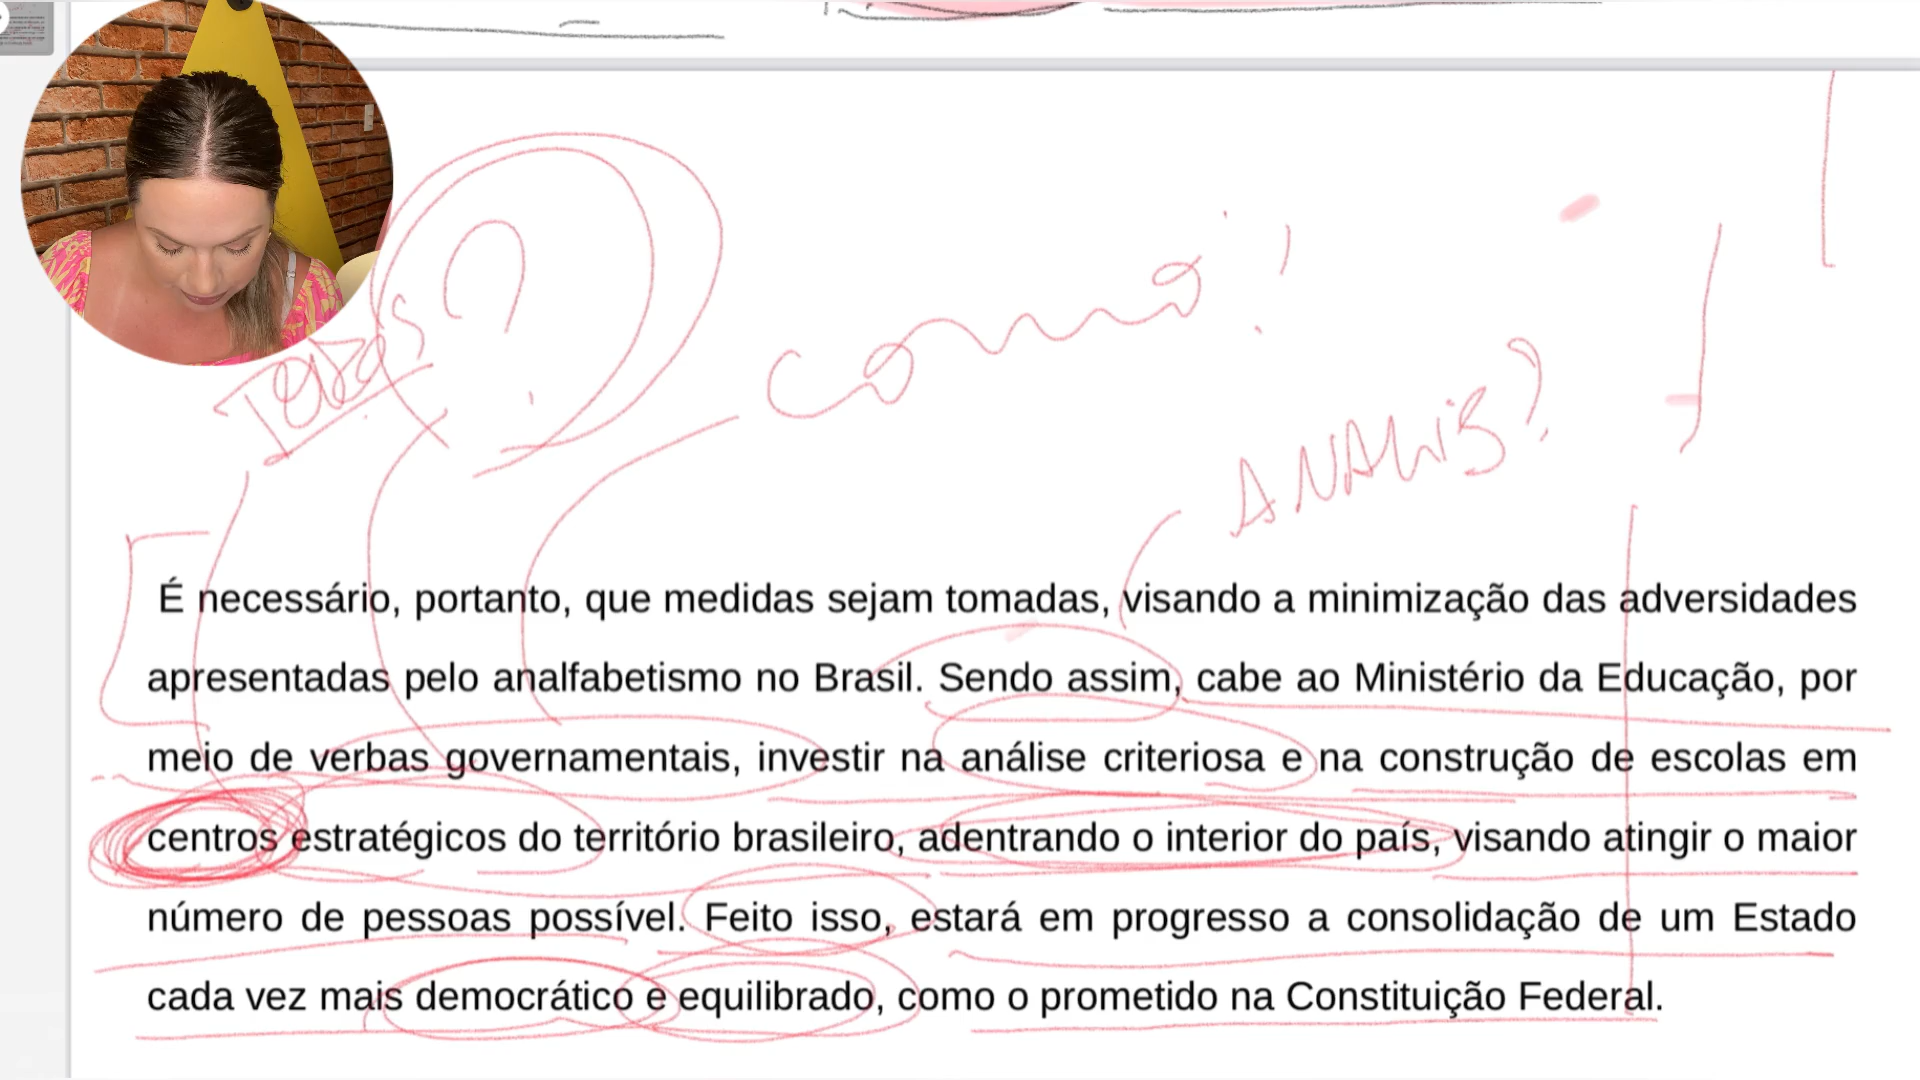 como?
ANALIS?
É necessário, portanto, que medidas sejam tomadas, visando a minimização das adversidades
apresentadas pelo analfabetismo no Brasil. Sendo assim, cabe ao Ministério da Educação, por
meio de verbas governamentais, investir na análise criteriosa e na construção de escolas em
centros estratégicos do território brasileiro, adentrando o interior do país, visando atingir o maior
número de pessoas possível. Feito isso, estará em progresso a consolidação de um Estado
cada vez mais democrático e equilibrado, como o prometido na Constituição Federal.